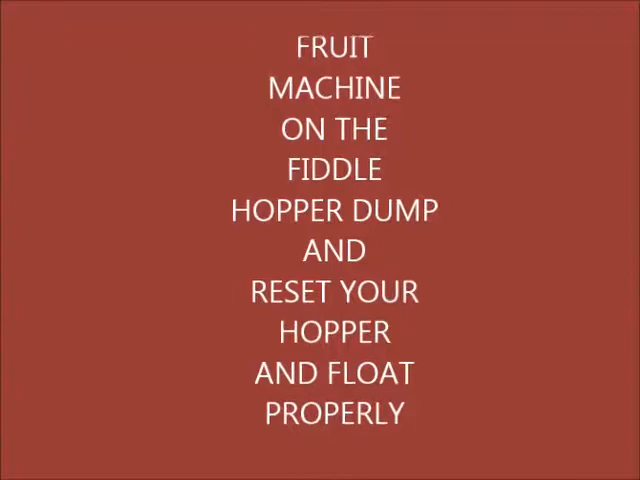 FRUIT
MACHINE
ON THE
FIDDLE
HOPPER DUMP
AND
RESET YOUR
HOPPER
AND FLOAT
PROPERLY